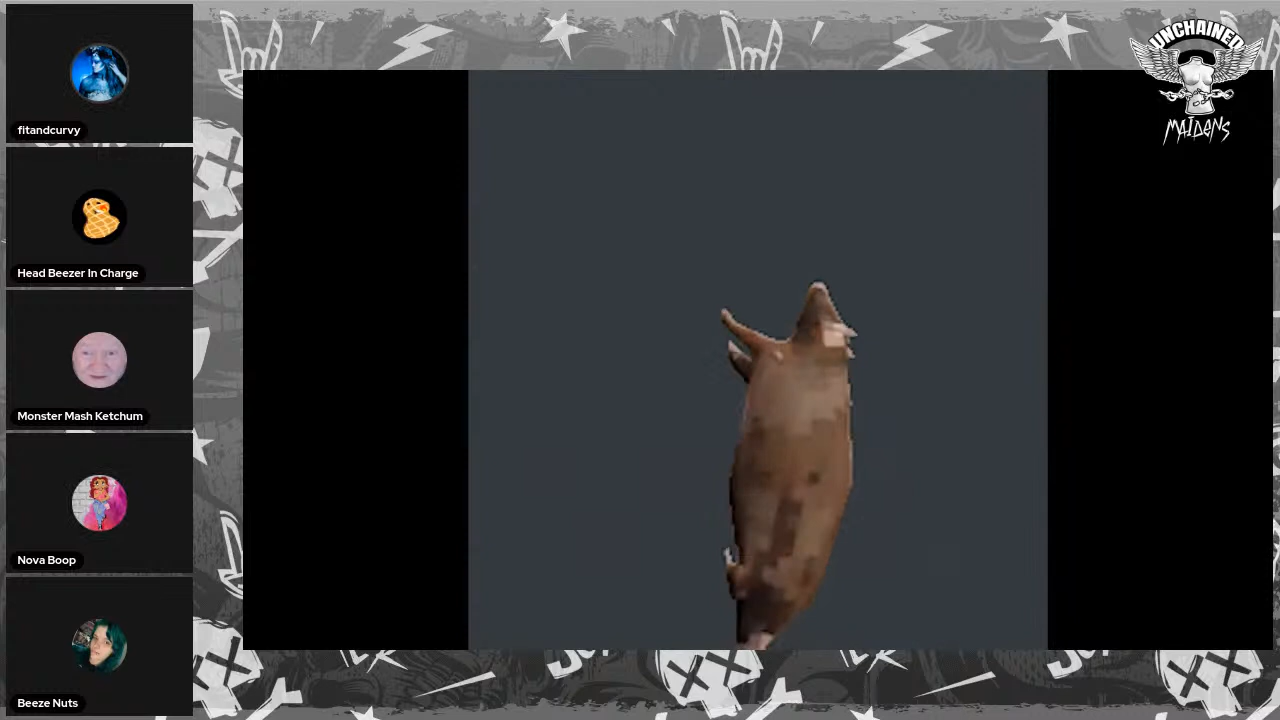 fitandcurvy
Head Beezer In Charge
Monster Mash Ketchum
Nova Boop
Beeze Nuts
UNCHAINED
MAIDENS